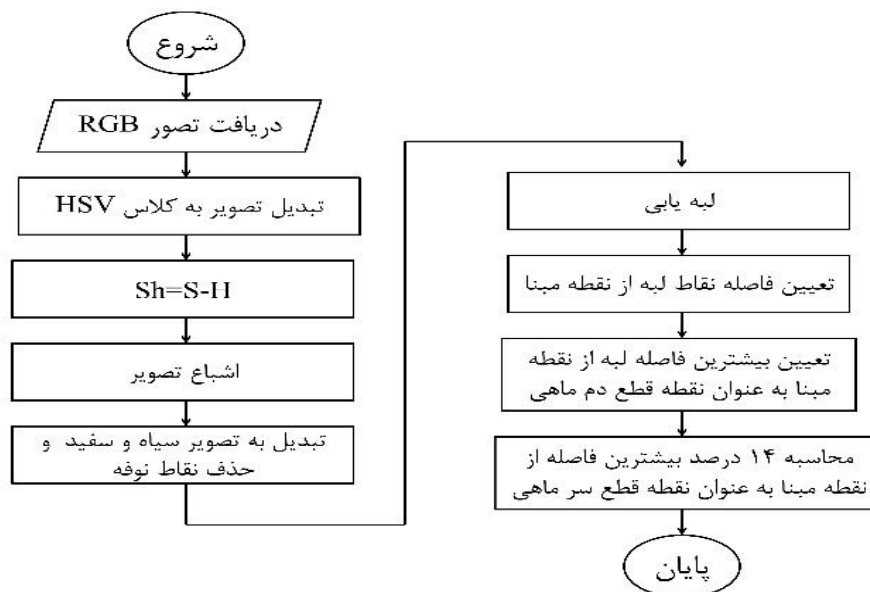 شروع
دریافت تصور RGB
تبدیل تصویر به کلاس HSV
Sh=S-H
اشباع تصویر
تبدیل به تصویر سیاه و سفید و
حذف نقاط نوفه
لبه یابی
تعیین فاصله نقاط لبه از نقطه مبنا
تعیین بیشترین فاصله لبه از نقطه
مبنا به عنوان نقطه قطع دم ماهی
محاسبه ۱۴ درصد بیشترین فاصله از
نقطه مبنا به عنوان نقطه قطع سر ماهی
پایان